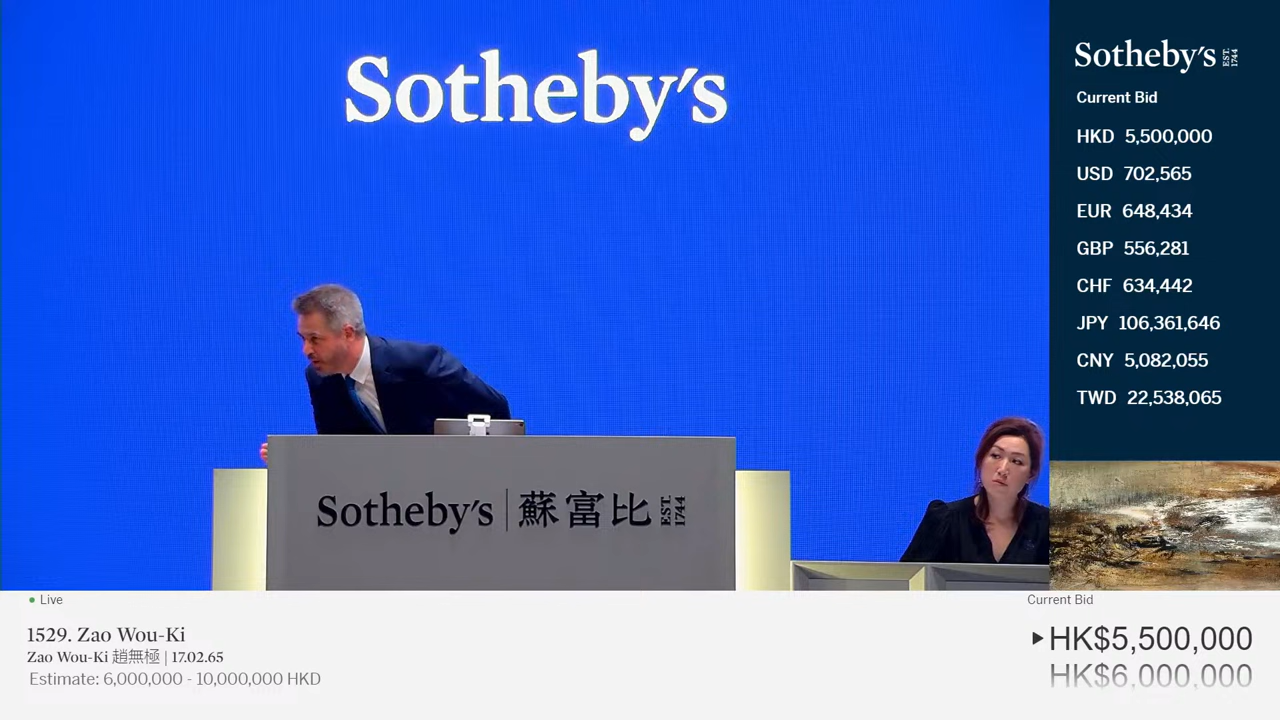 Sotheby's
Sotheby's EST. 1744
Current Bid
HKD 5,500,000
USD 702,565
EUR 648,434
GBP 556,281
CHF 634,442
JPY 106,361,646
CNY 5,082,055
TWD 22,538,065
Sotheby's | 蘇富比 EST. 1744
Live
Current Bid
1529. Zao Wou-Ki
Zao Wou-Ki 趙無極 | 17.02.65
Estimate: 6,000,000 - 10,000,000 HKD
HK$5,500,000
HK$6,000,000